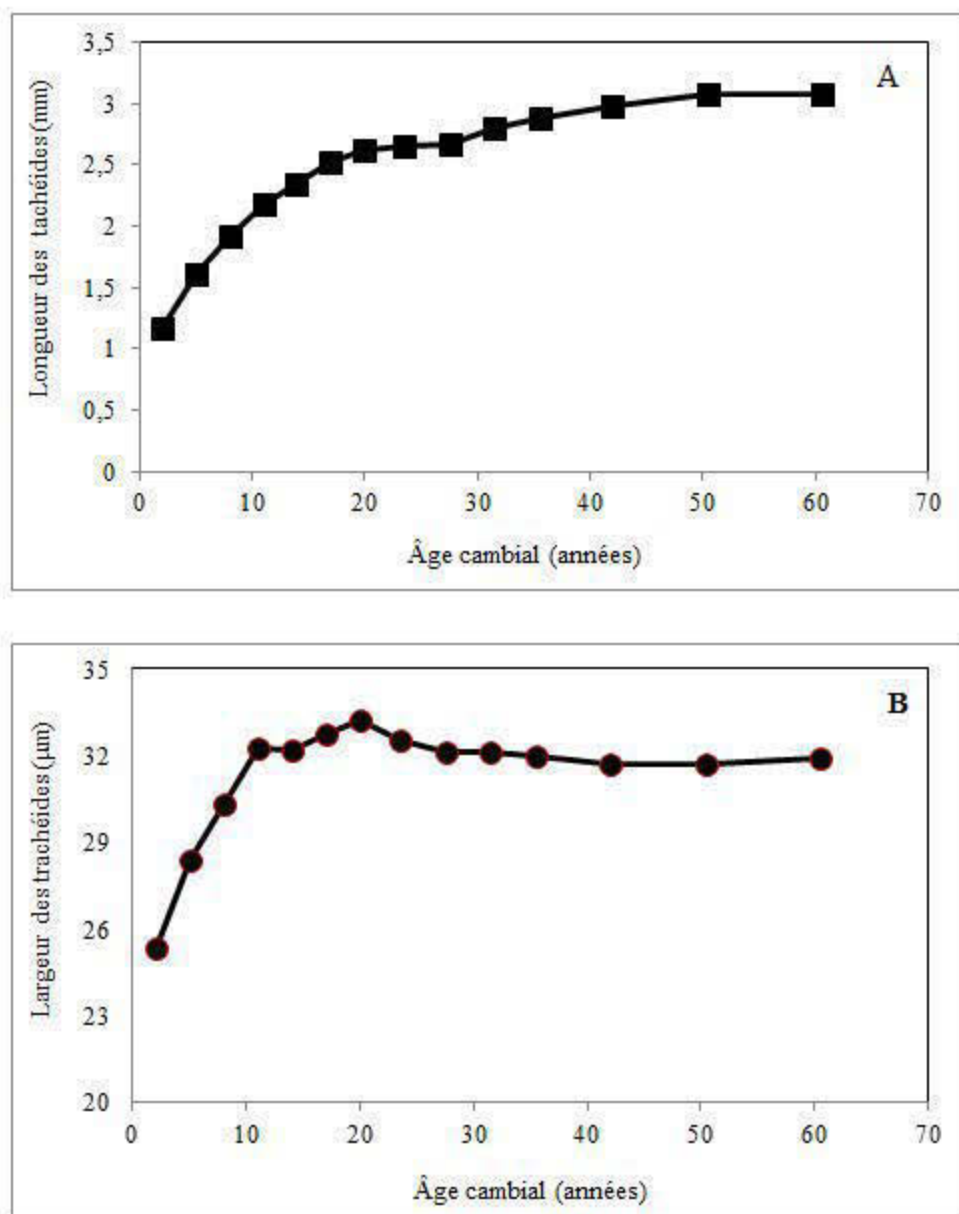 A
Longueur des tachéides (mm)
3,5
3
2,5
2
1,5
1
0,5
0
0 10 20 30 40 50 60 70
Âge cambial (années)
B
Largeur des trachéides (µm)
35
32
29
26
23
20
0 10 20 30 40 50 60 70
Âge cambial (années)